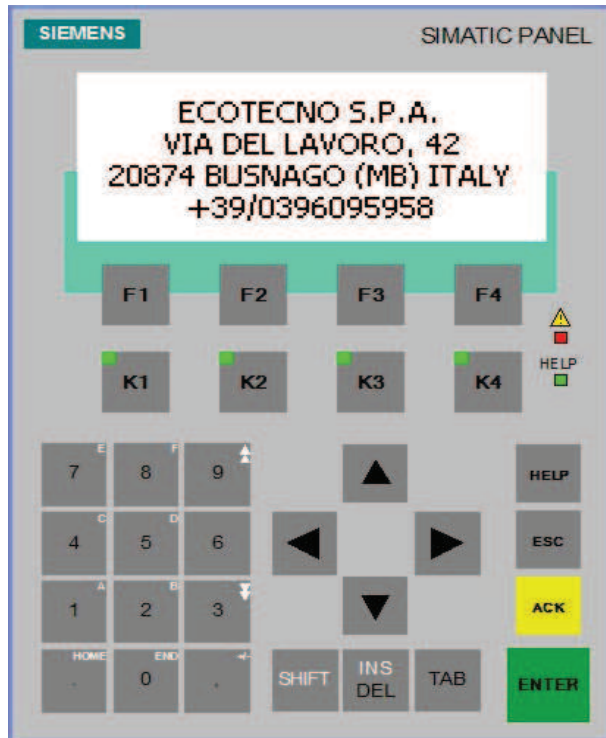 SIEMENS SIMATIC PANEL
ECOTECNO S.P.A.
VIA DEL LAVORO, 42
20874 BUSNAGO (MB) ITALY
+39/0396095958
F1 F2 F3 F4
K1 K2 K3 K4 HELP
E F
7 8 9 HELP
C D
4 5 6 ESC
A B
1 2 3 ACK
HOME END +/-
. 0 , SHIFT INS DEL TAB ENTER